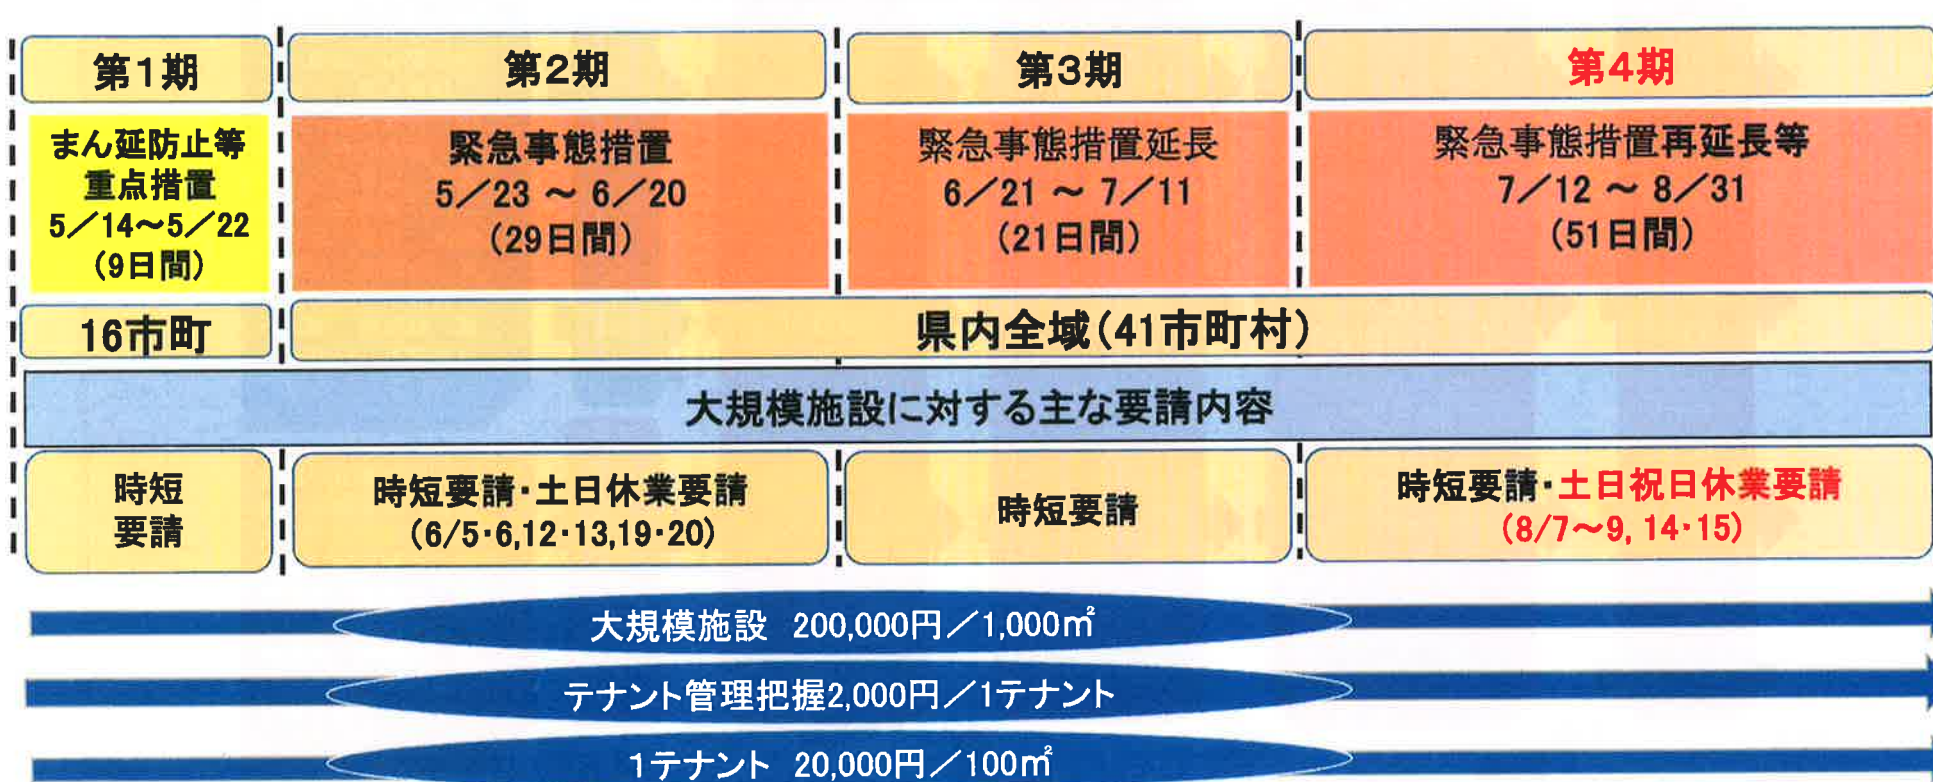 第1期
第2期
第3期
第4期
まん延防止等
重点措置
5／14～5／22
(9日間)
緊急事態措置
5／23 ～ 6／20
(29日間)
緊急事態措置延長
6／21 ～ 7／11
(21日間)
緊急事態措置再延長等
7／12 ～ 8／31
(51日間)
16市町
県内全域(41市町村)
大規模施設に対する主な要請内容
時短
要請
時短要請・土日休業要請
(6/5・6,12・13,19・20)
時短要請
時短要請・土日祝日休業要請
(8/7～9, 14・15)
大規模施設 200,000円／1,000㎡
テナント管理把握2,000円／1テナント
1テナント 20,000円／100㎡